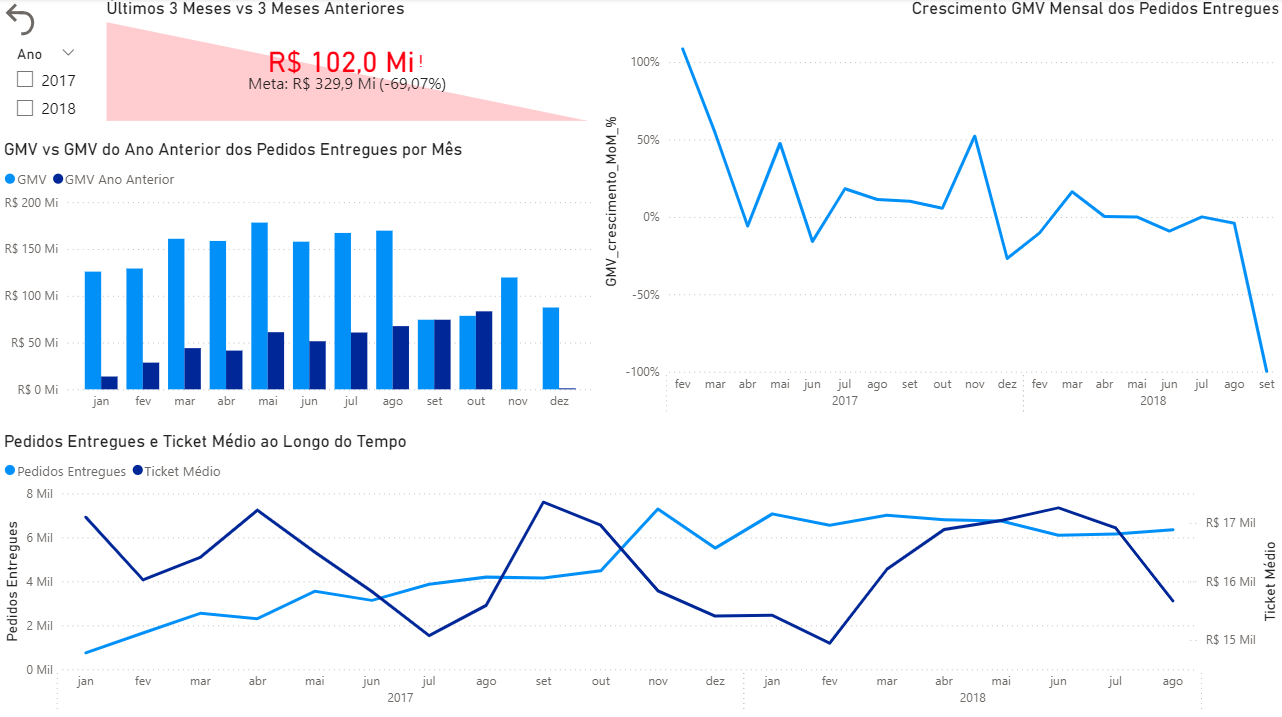 Últimos 3 Meses vs 3 Meses Anteriores
R$ 102,0 Mi !
Meta: R$ 329,9 Mi (-69,07%)
Ano
2017
2018
GMV vs GMV do Ano Anterior dos Pedidos Entregues por Mês
GMV GMV Ano Anterior
R$ 200 Mi
R$ 150 Mi
R$ 100 Mi
R$ 50 Mi
R$ 0 Mi
jan fev mar abr mai jun jul ago set out nov dez
Crescimento GMV Mensal dos Pedidos Entregues
GMV_crescimento_MoM_%
100%
50%
0%
-50%
-100%
fev mar abr mai jun jul ago set out nov dez fev mar abr mai jun jul ago set
2017 2018
Pedidos Entregues e Ticket Médio ao Longo do Tempo
Pedidos Entregues Ticket Médio
Pedidos Entregues
8 Mil
6 Mil
4 Mil
2 Mil
0 Mil
R$ 17 Mil
R$ 16 Mil
R$ 15 Mil
Ticket Médio
jan fev mar abr mai jun jul ago set out nov dez jan fev mar abr mai jun jul ago
2017 2018